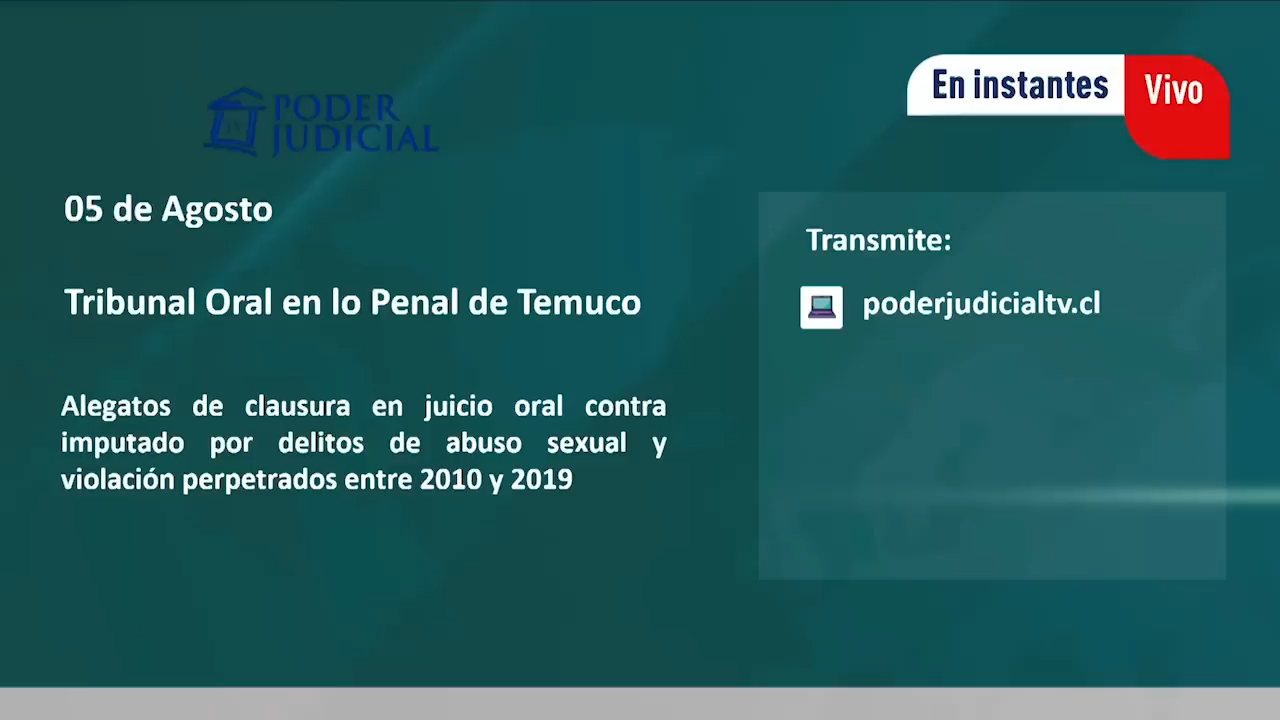 PODER
JUDICIAL
En instantes
Vivo
05 de Agosto
Tribunal Oral en lo Penal de Temuco
Alegatos de clausura en juicio oral contra
imputado por delitos de abuso sexual y
violación perpetrados entre 2010 y 2019
Transmite:
poderjudicialtv.cl